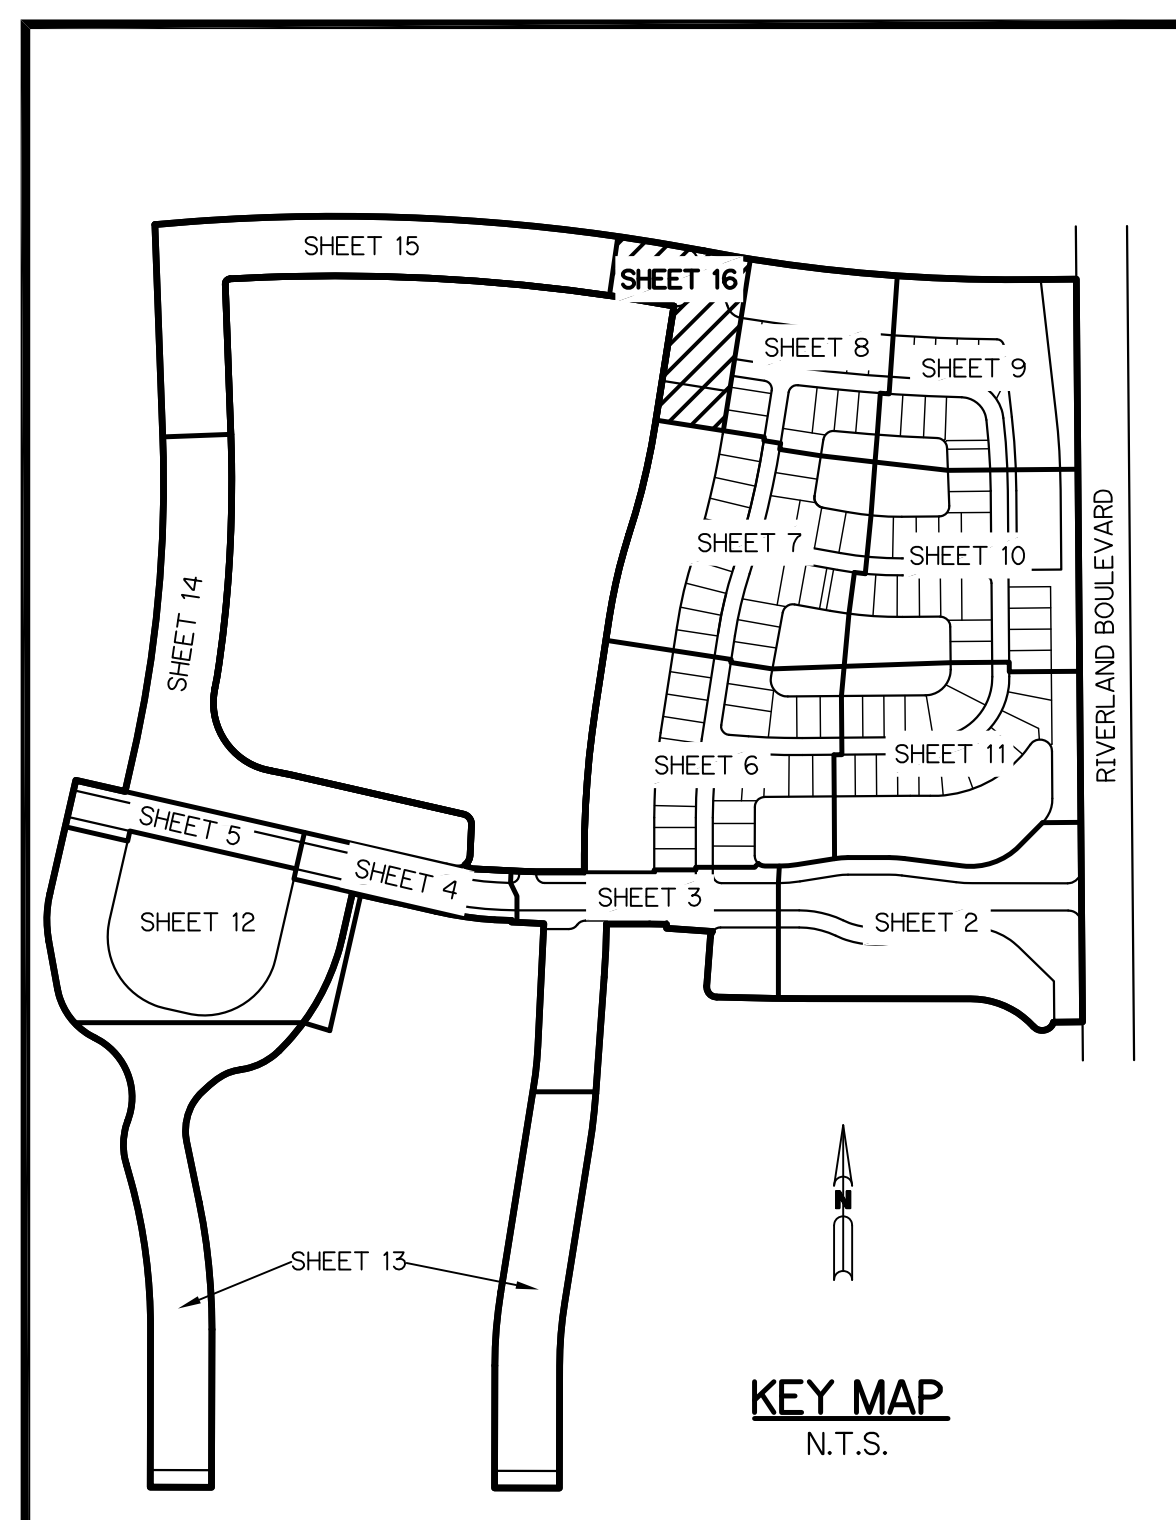 SHEET 15
SHEET 16
SHEET 8
SHEET 9
SHEET 7
SHEET 10
RIVERLAND BOULEVARD
SHEET 14
SHEET 6
SHEET 11
SHEET 5
SHEET 4
SHEET 3
SHEET 12
SHEET 2
N
SHEET 13
KEY MAP
N.T.S.